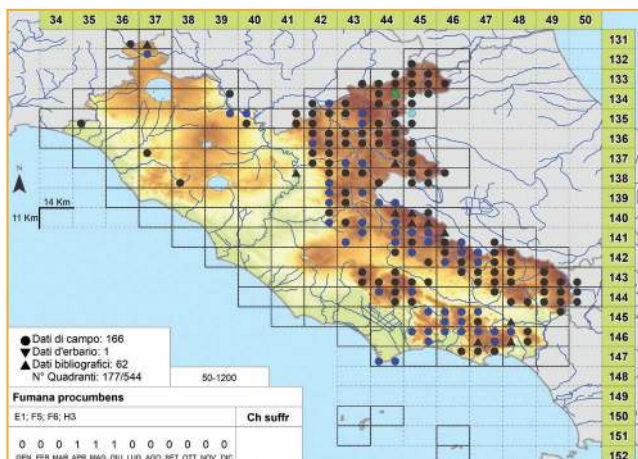 34 35 36 37 38 39 40 41 42 43 44 45 46 47 48 49 50
131
132
133
134
135
136
137
138
139
140
141
142
143
144
145
146
147
148
149
150
151
152
N
14 Km
11 Km
Dati di campo: 166
Dati d'erbario: 1
Dati bibliografici: 62
N° Quadranti: 177/544
50-1200
Fumana procumbens
E1; F5; F6; H3
Ch suffr
0 0 0 1 1 1 0 0 0 0 0 0
GEN FEB MAR APR MAG GIU LUG AGO SET OTT NOV DIC